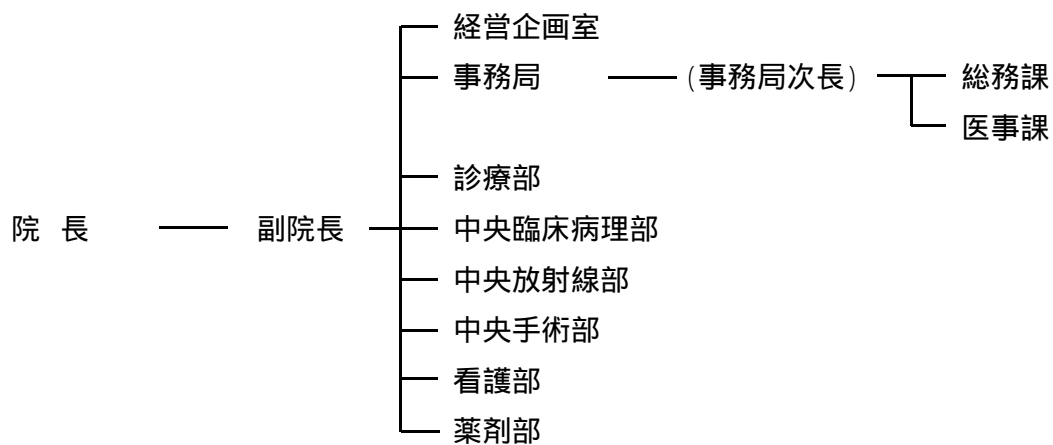 経営企画室
事務局 (事務局次長) 総務課
医事課
診療部
院 長 副院長 中央臨床病理部
中央放射線部
中央手術部
看護部
薬剤部